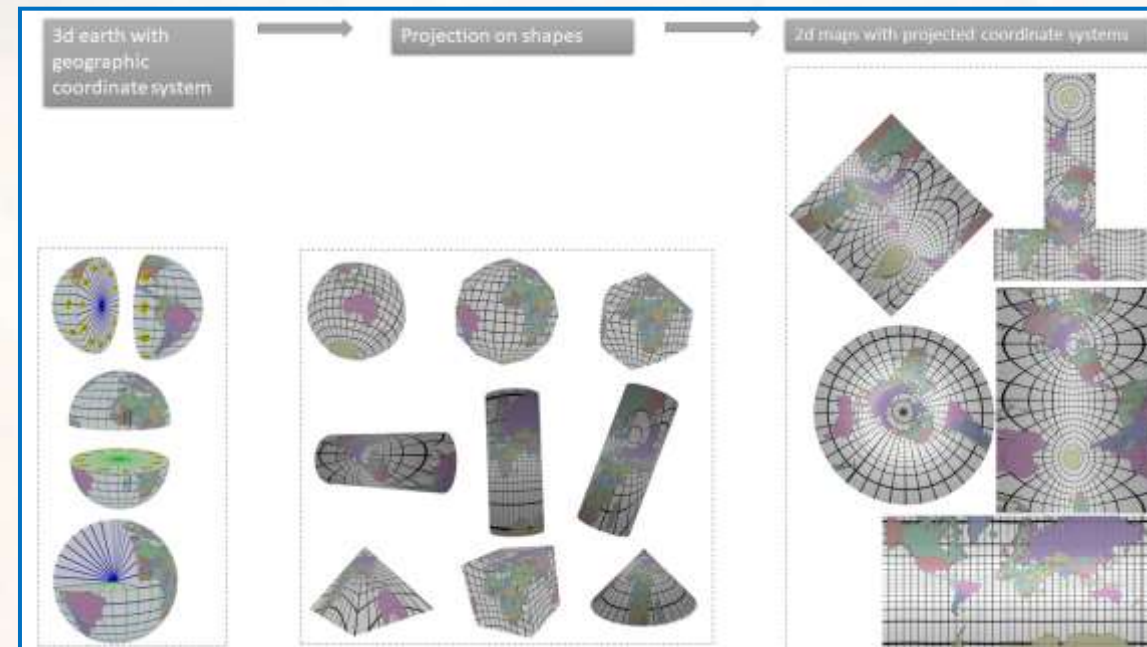 3d earth with
geographic
coordinate system
Projection on shapes
2d maps with projected coordinate systems